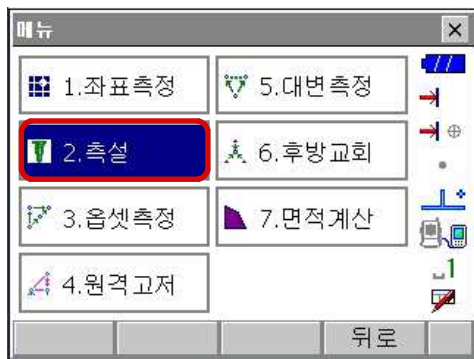 메뉴
1.좌표측정
5.대변측정
2.측설
6.후방교회
3.옵셋측정
7.면적계산
4.원격고저
1
뒤로